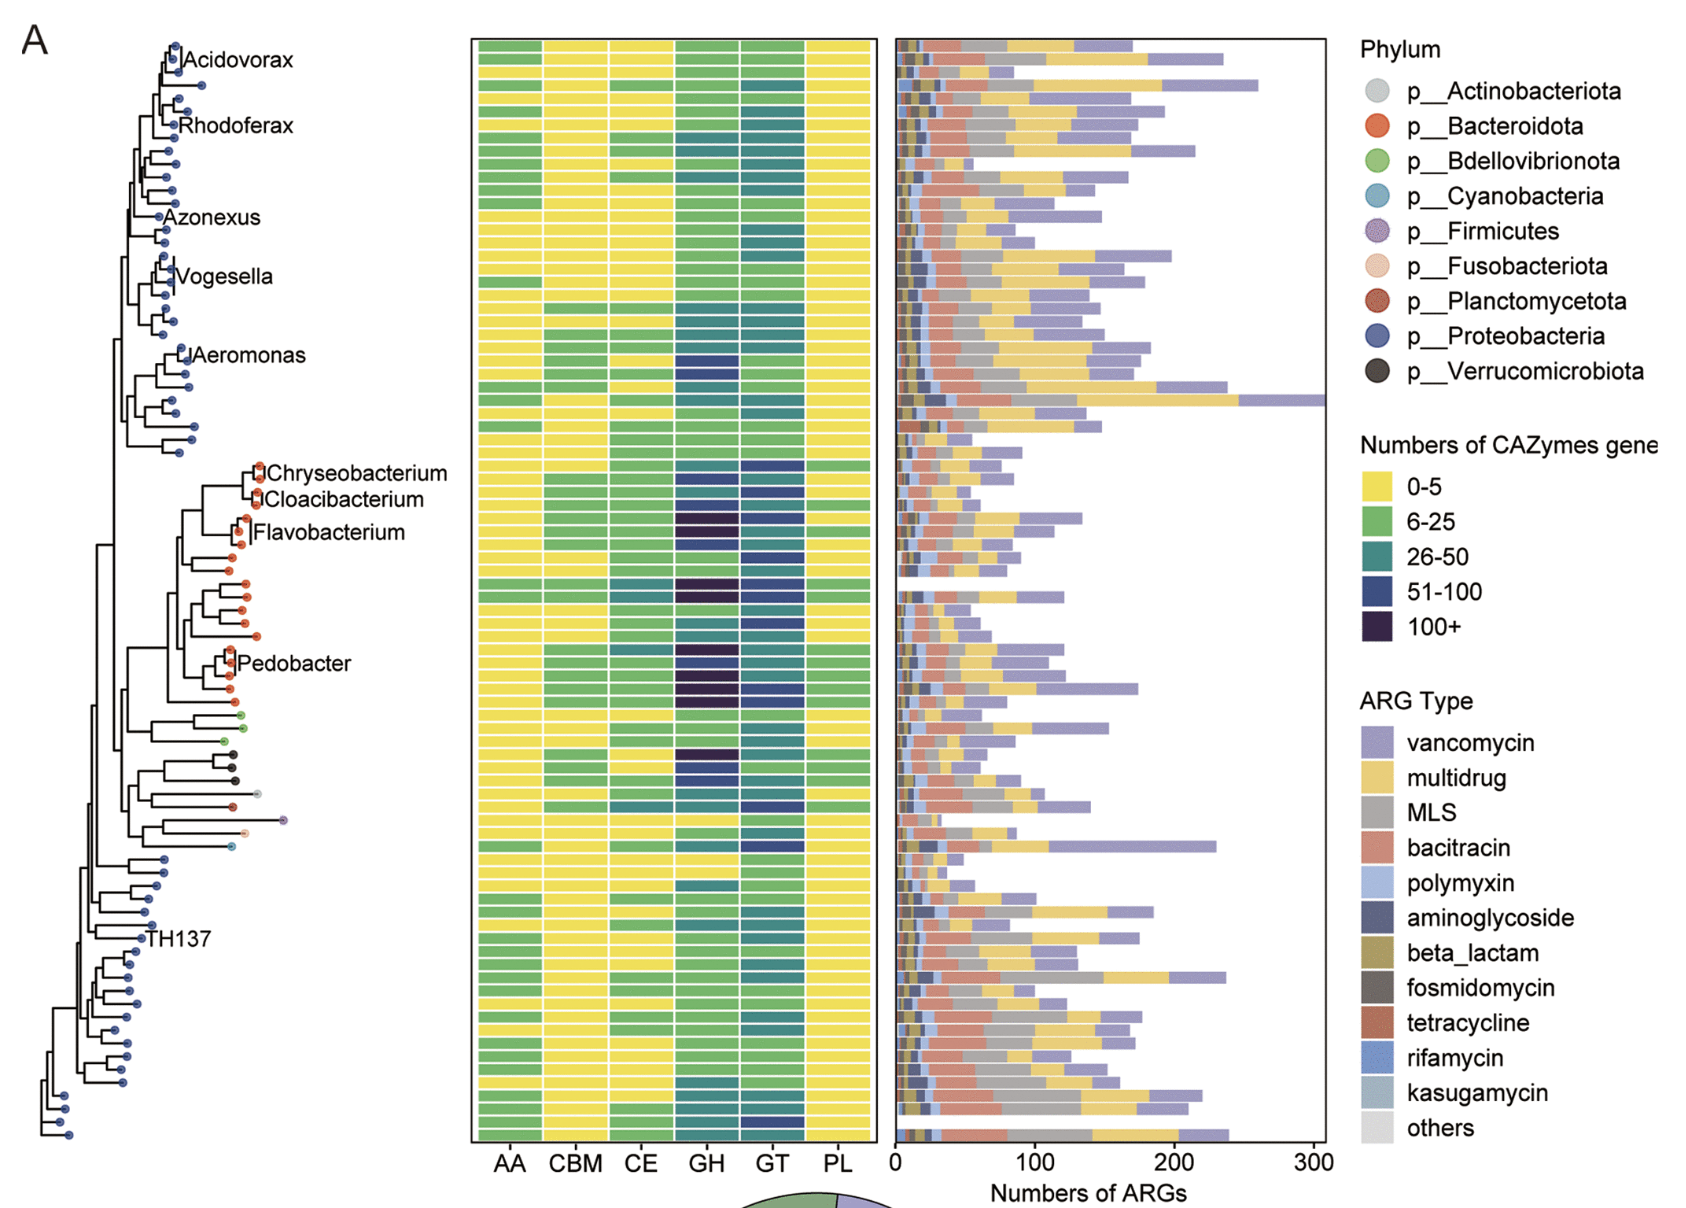 A
Acidovorax
Rhodoferax
Azonexus
Vogesella
Aeromonas
Chryseobacterium
Cloacibacterium
Flavobacterium
Pedobacter
TH137
AA CBM CE GH GT PL
0 100 200 300
Numbers of ARGs
Phylum
p__Actinobacteriota
p__Bacteroidota
p__Bdellovibrionota
p__Cyanobacteria
p__Firmicutes
p__Fusobacteriota
p__Planctomycetota
p__Proteobacteria
p__Verrucomicrobiota
Numbers of CAZymes gene
0-5
6-25
26-50
51-100
100+
ARG Type
vancomycin
multidrug
MLS
bacitracin
polymyxin
aminoglycoside
beta_lactam
fosmidomycin
tetracycline
rifamycin
kasugamycin
others